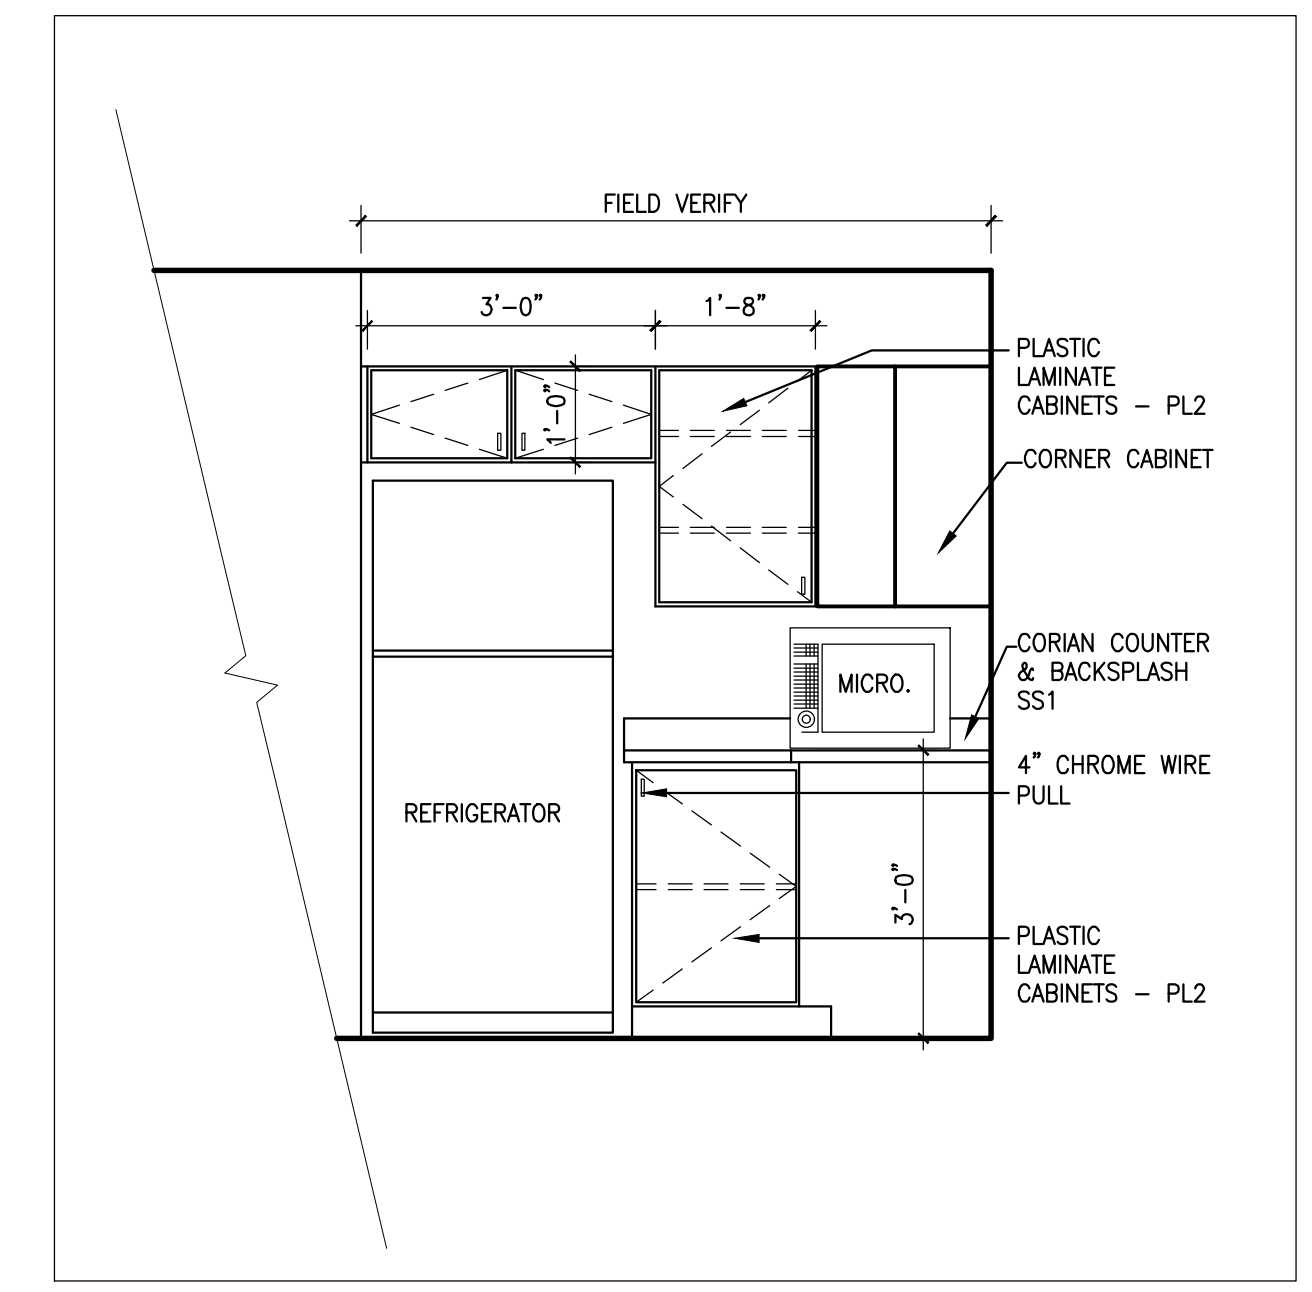 FIELD VERIFY
3'-0"
1'-8"
PLASTIC
LAMINATE
CABINETS - PL2
1'-0"
CORNER CABINET
CORIAN COUNTER
& BACKSPLASH
SS1
MICRO.
4" CHROME WIRE
PULL
REFRIGERATOR
3'-0"
PLASTIC
LAMINATE
CABINETS - PL2